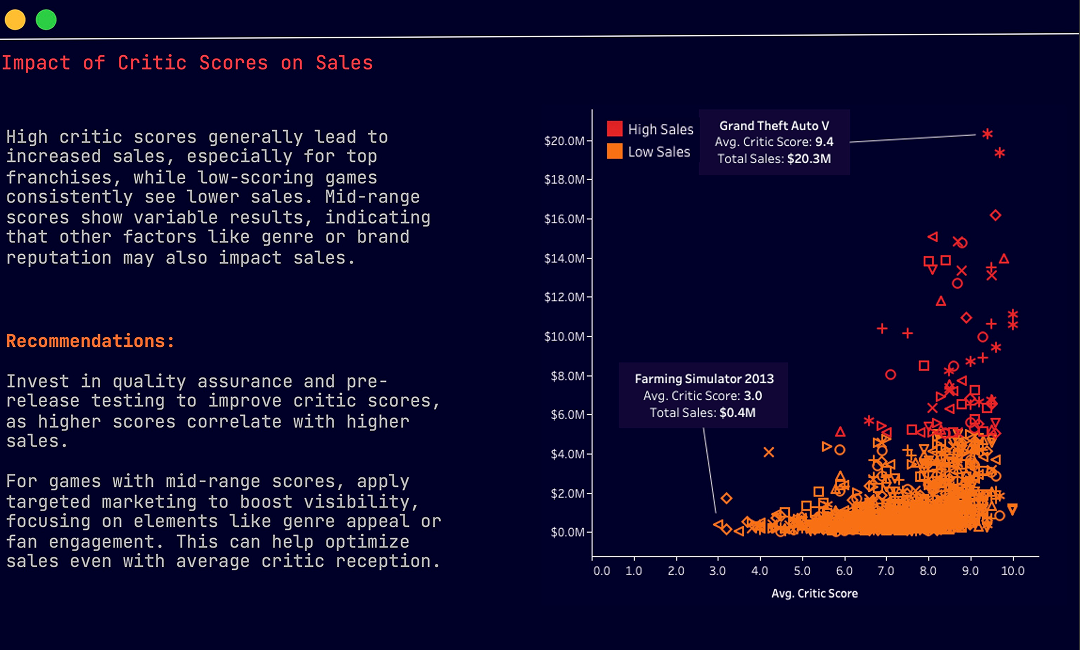 Impact of Critic Scores on Sales
High critic scores generally lead to
increased sales, especially for top
franchises, while low-scoring games
consistently see lower sales. Mid-range
scores show variable results, indicating
that other factors like genre or brand
reputation may also impact sales.
Recommendations:
Invest in quality assurance and pre-
release testing to improve critic scores,
as higher scores correlate with higher
sales.
For games with mid-range scores, apply
targeted marketing to boost visibility,
focusing on elements like genre appeal or
fan engagement. This can help optimize
sales even with average critic reception.
High Sales
Low Sales
Grand Theft Auto V
Avg. Critic Score: 9.4
Total Sales: $20.3M
Farming Simulator 2013
Avg. Critic Score: 3.0
Total Sales: $0.4M
$20.0M
$18.0M
$16.0M
$14.0M
$12.0M
$10.0M
$8.0M
$6.0M
$4.0M
$2.0M
$0.0M
0.0 1.0 2.0 3.0 4.0 5.0 6.0 7.0 8.0 9.0 10.0
Avg. Critic Score